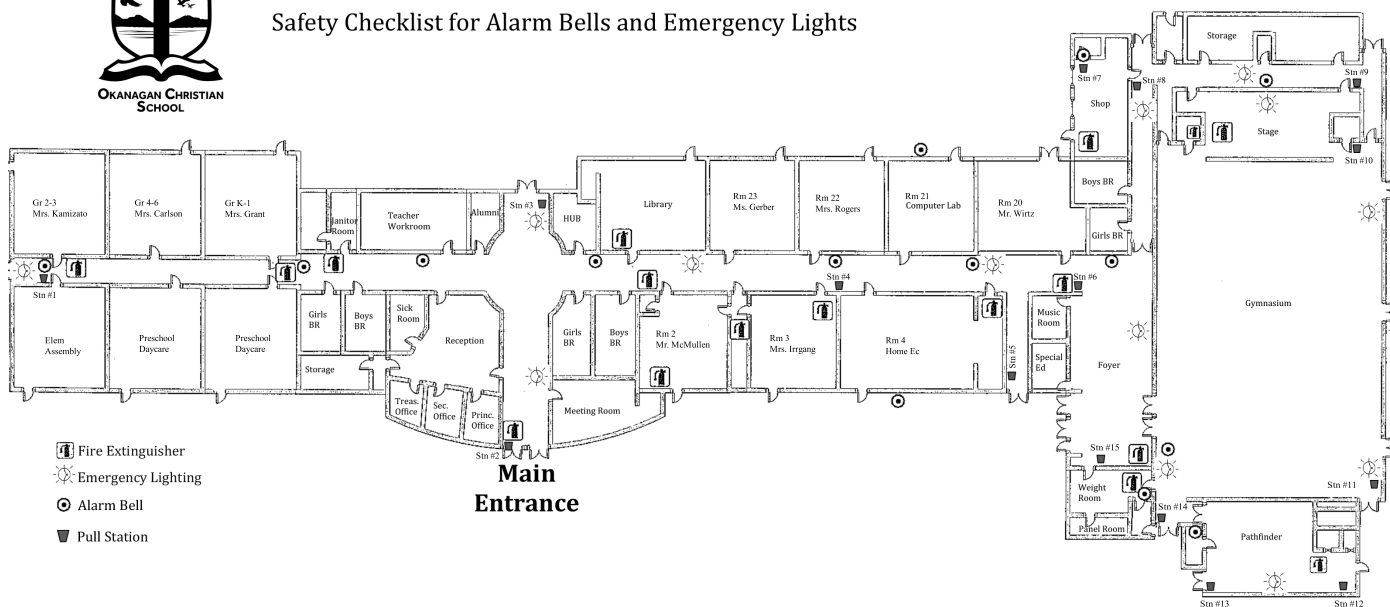 Safety Checklist for Alarm Bells and Emergency Lights
OKANAGAN CHRISTIAN
SCHOOL
Storage
Stn #7
Stn #8
Stn #9
Shop
Stage
Stn #10
Gr 2-3
Mrs. Kamizato
Gr 4-6
Mrs. Carlson
Gr K-1
Mrs. Grant
Janitor
Room
Teacher
Workroom
Alumni
Stn #3
HUB
Library
Rm 23
Ms. Gerber
Rm 22
Mrs. Rogers
Rm 21
Computer Lab
Rm 20
Mr. Wirtz
Boys BR
Girls BR
Stn #1
Stn #4
Stn #6
Gymnasium
Elem
Assembly
Preschool
Daycare
Preschool
Daycare
Girls
BR
Boys
BR
Sick
Room
Reception
Storage
Girls
BR
Boys
BR
Rm 2
Mr. McMullen
Rm 3
Mrs. Irrgang
Rm 4
Home Ec
Stn #5
Music
Room
Special
Ed
Foyer
Treas.
Office
Sec.
Office
Princ.
Office
Meeting Room
Stn #2
Main
Entrance
Stn #15
Weight
Room
Panel Room
Stn #14
Stn #11
Pathfinder
Stn #13
Stn #12
Fire Extinguisher
Emergency Lighting
Alarm Bell
Pull Station